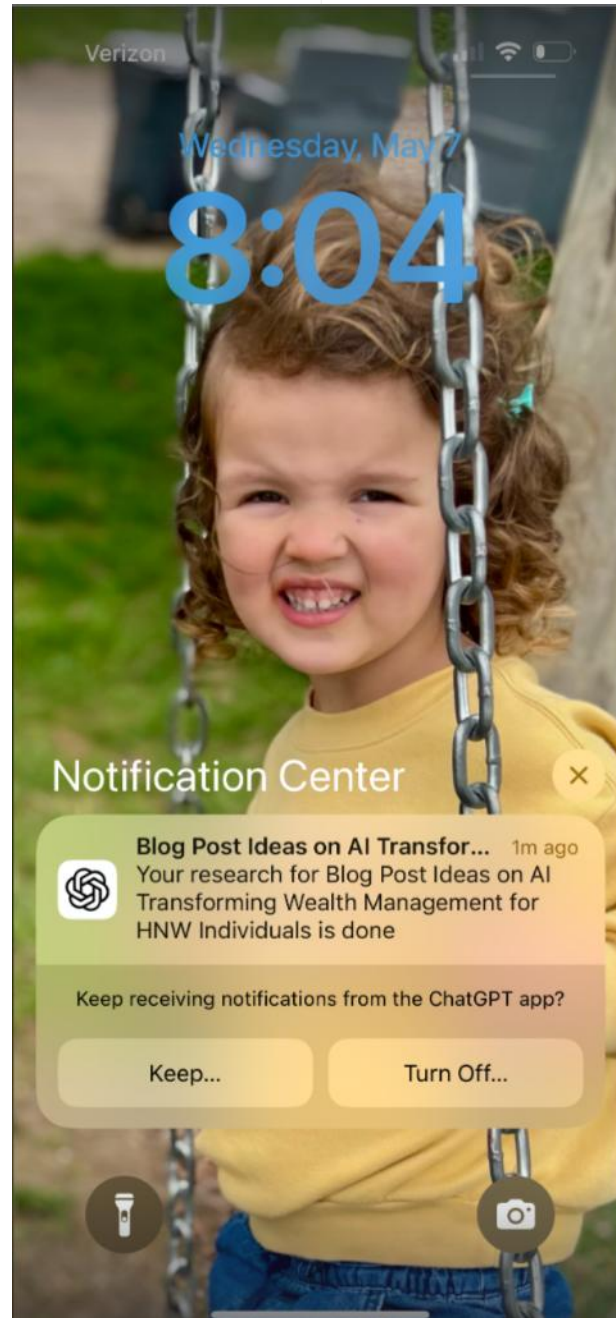 Verizon
Wednesday, May 7
8:04
Notification Center
Blog Post Ideas on AI Transfor... 1m ago
Your research for Blog Post Ideas on AI
Transforming Wealth Management for
HNW Individuals is done
Keep receiving notifications from the ChatGPT app?
Keep...
Turn Off...